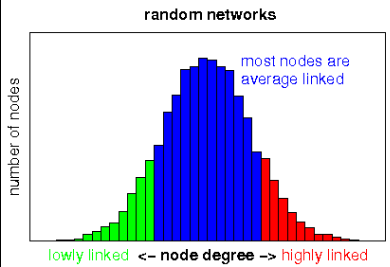 random networks
most nodes are
average linked
number of nodes
lowly linked <– node degree –> highly linked